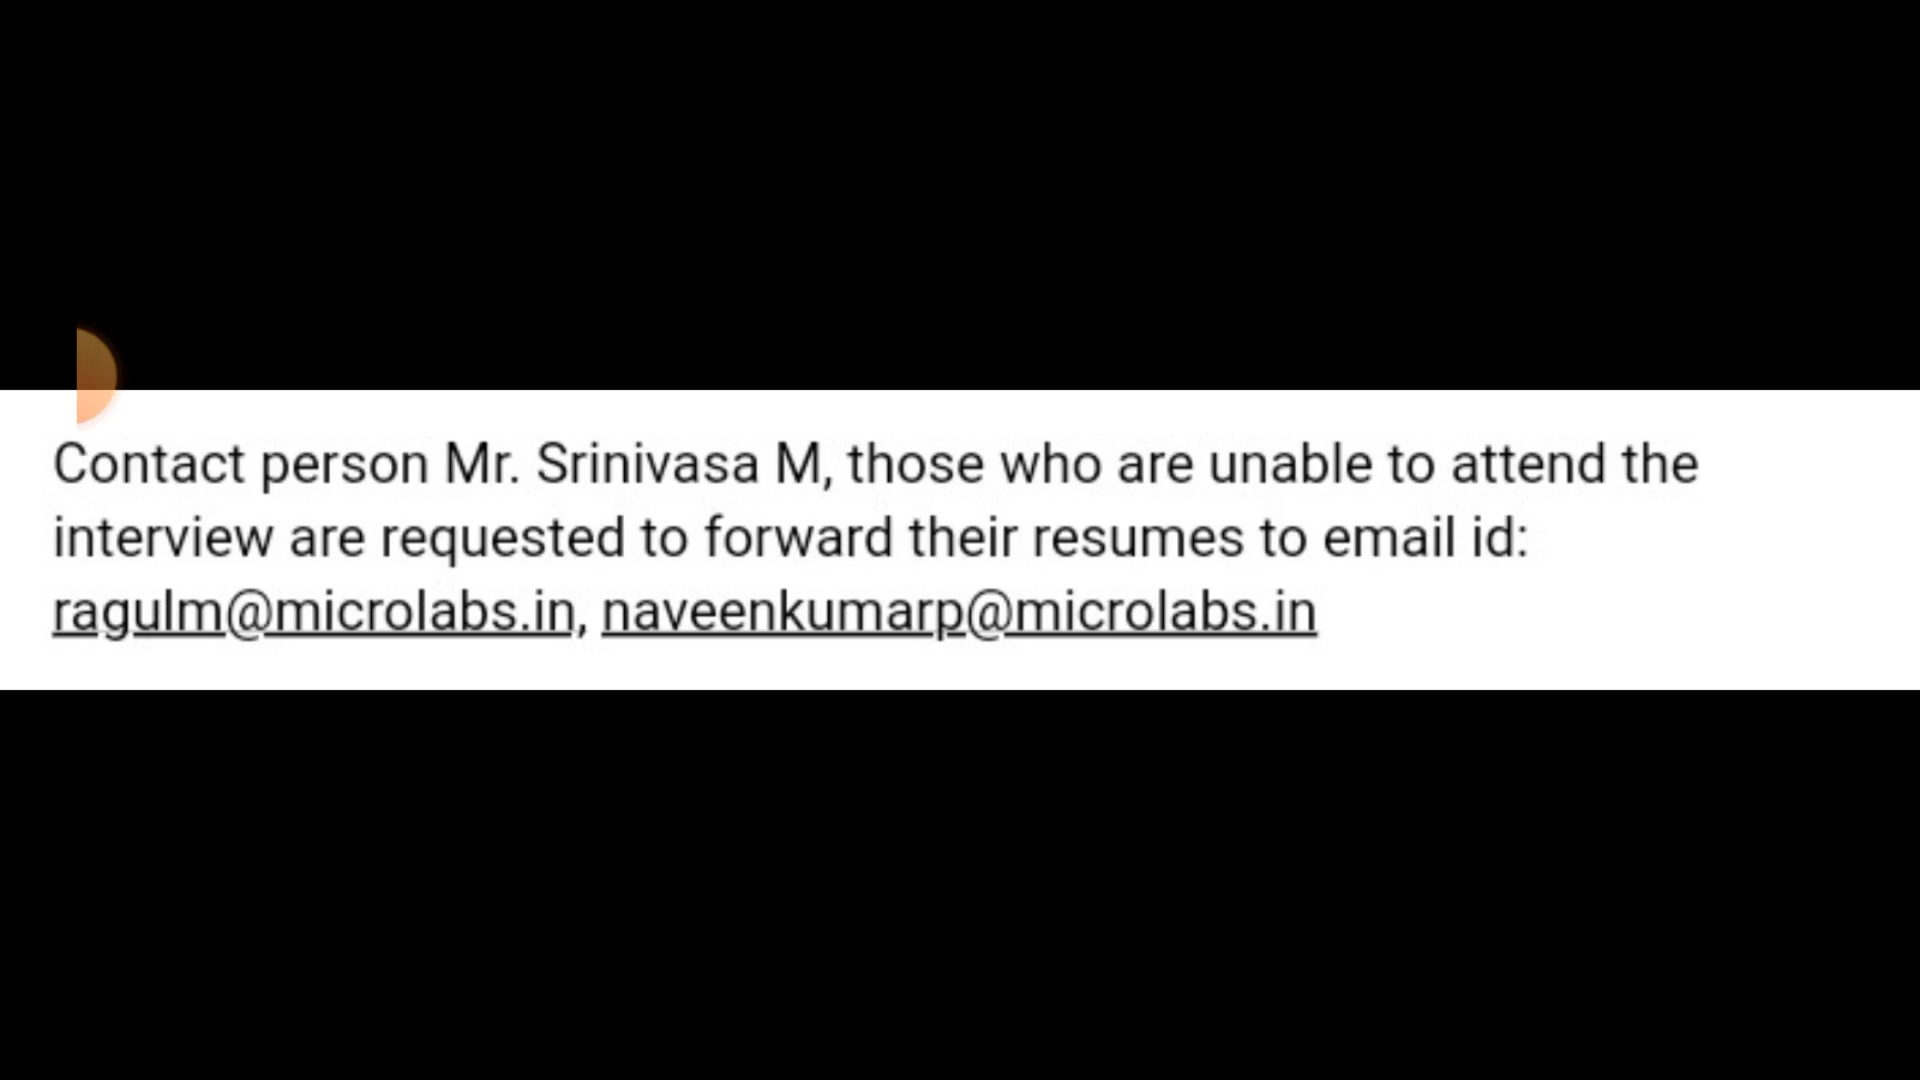 Contact person Mr. Srinivasa M, those who are unable to attend the
interview are requested to forward their resumes to email id:
ragulm@microlabs.in, naveenkumarp@microlabs.in